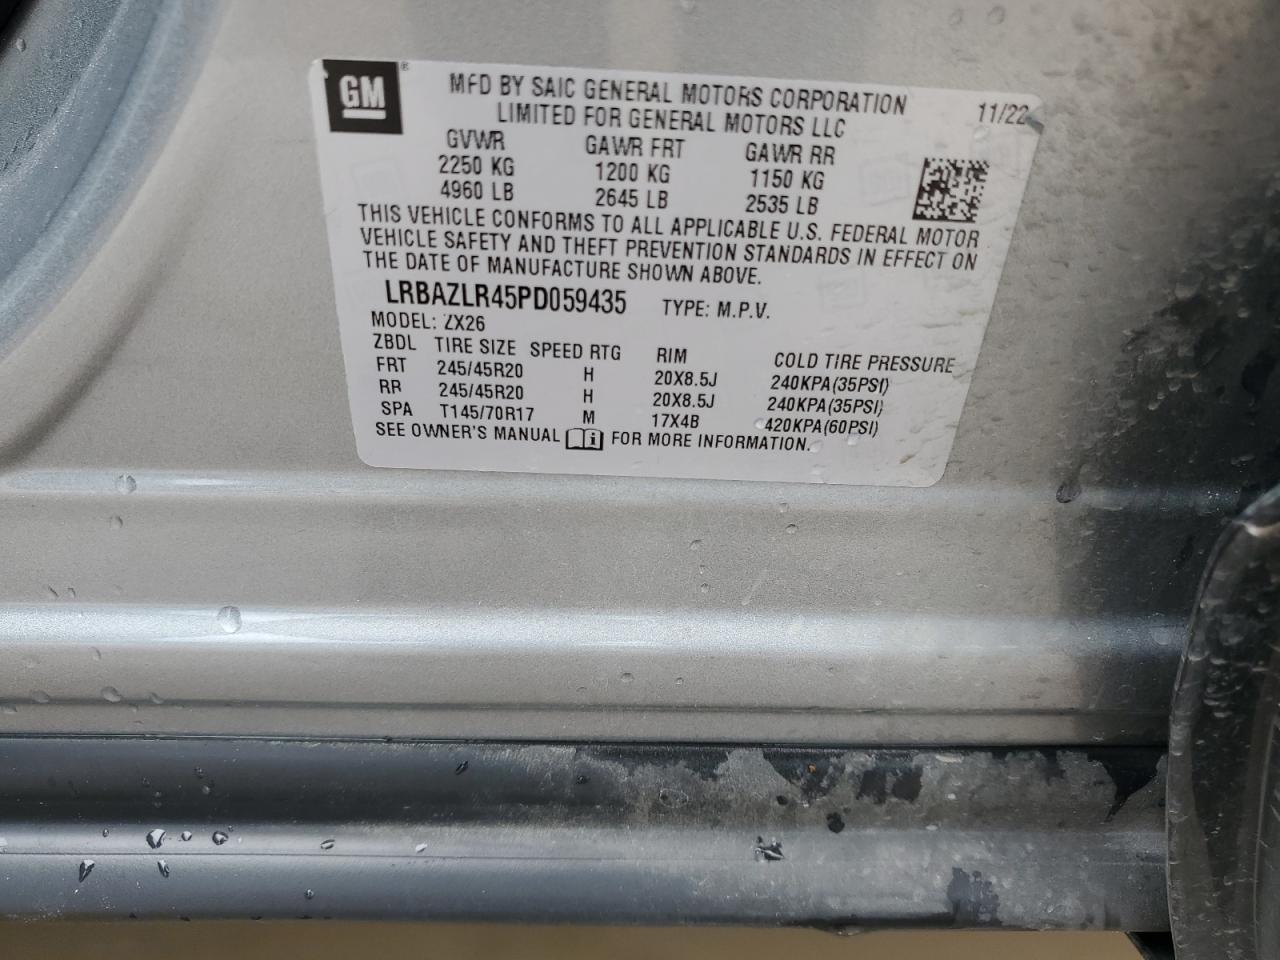 GM ® MFD BY SAIC GENERAL MOTORS CORPORATION 11/22
LIMITED FOR GENERAL MOTORS LLC
GVWR GAWR FRT GAWR RR
2250 KG 1200 KG 1150 KG
4960 LB 2645 LB 2535 LB
THIS VEHICLE CONFORMS TO ALL APPLICABLE U.S. FEDERAL MOTOR
VEHICLE SAFETY AND THEFT PREVENTION STANDARDS IN EFFECT ON
THE DATE OF MANUFACTURE SHOWN ABOVE.
LRBAZLR45PD059435 TYPE: M.P.V.
MODEL: ZX26
ZBDL TIRE SIZE SPEED RTG RIM COLD TIRE PRESSURE
FRT 245/45R20 H 20X8.5J 240KPA(35PSI)
RR 245/45R20 H 20X8.5J 240KPA(35PSI)
SPA T145/70R17 M 17X4B 420KPA(60PSI)
SEE OWNER'S MANUAL i FOR MORE INFORMATION.